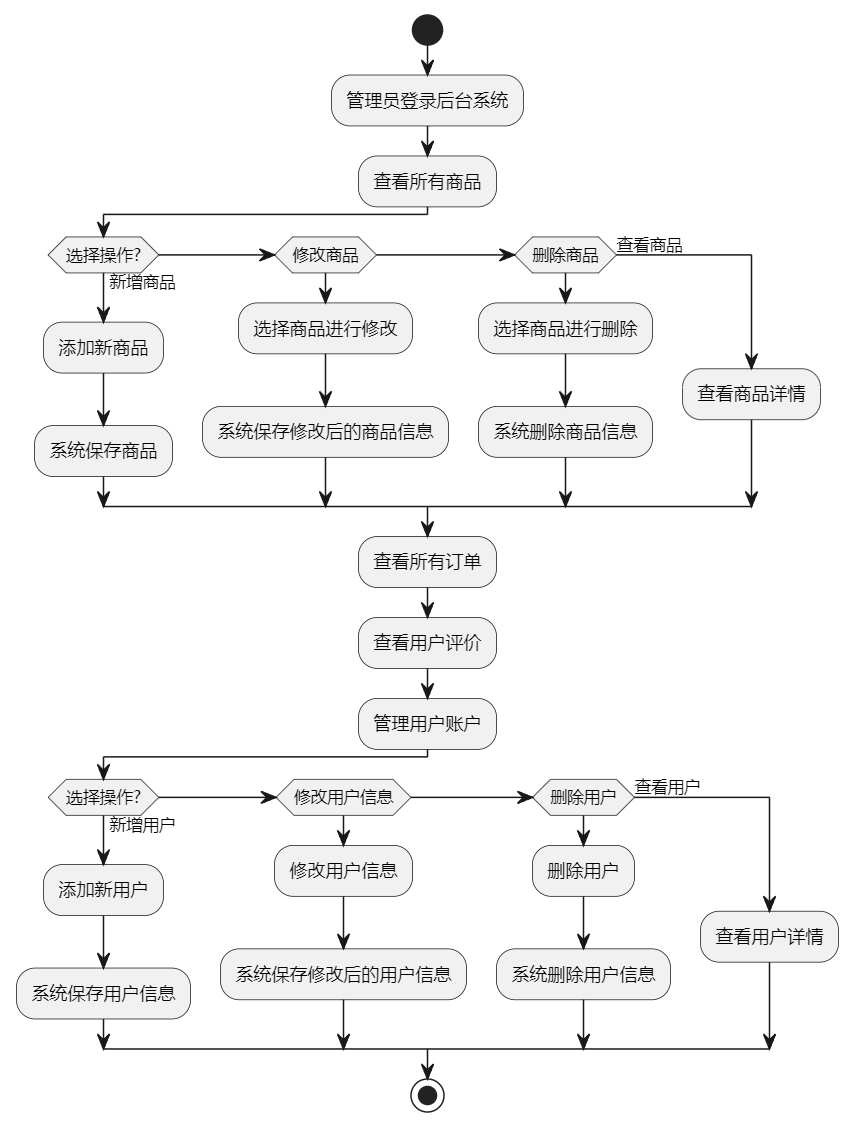 管理员登录后台系统
查看所有商品
选择操作?
修改商品
删除商品
查看商品
新增商品
添加新商品
选择商品进行修改
选择商品进行删除
查看商品详情
系统保存商品
系统保存修改后的商品信息
系统删除商品信息
查看所有订单
查看用户评价
管理用户账户
选择操作?
修改用户信息
删除用户
查看用户
新增用户
添加新用户
修改用户信息
删除用户
查看用户详情
系统保存用户信息
系统保存修改后的用户信息
系统删除用户信息